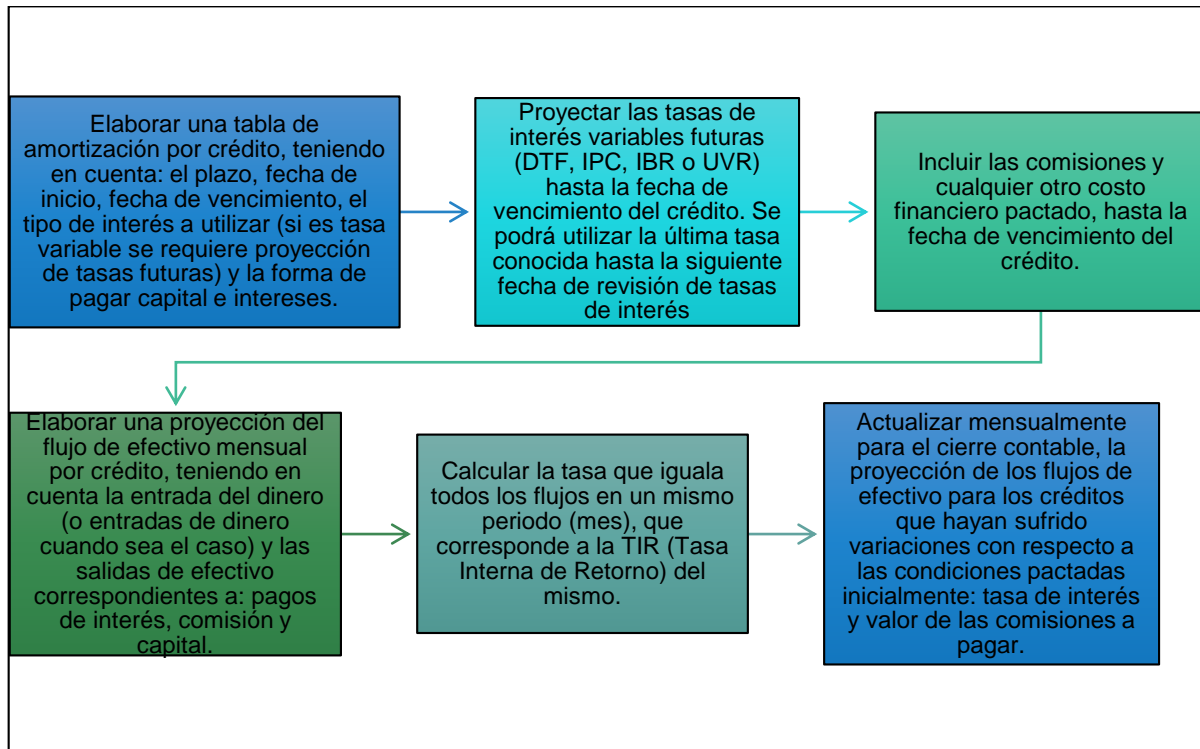 Elaborar una tabla de
amortización por crédito, teniendo
en cuenta: el plazo, fecha de
inicio, fecha de vencimiento, el
tipo de interés a utilizar (si es tasa
variable se requiere proyección
de tasas futuras) y la forma de
pagar capital e intereses.
Proyectar las tasas de
interés variables futuras
(DTF, IPC, IBR o UVR)
hasta la fecha de
vencimiento del crédito. Se
podrá utilizar la última tasa
conocida hasta la siguiente
fecha de revisión de tasas
de interés
Incluir las comisiones y
cualquier otro costo
financiero pactado, hasta la
fecha de vencimiento del
crédito.
Elaborar una proyección del
flujo de efectivo mensual
por crédito, teniendo en
cuenta la entrada del dinero
(o entradas de dinero
cuando sea el caso) y las
salidas de efectivo
correspondientes a: pagos
de interés, comisión y
capital.
Calcular la tasa que iguala
todos los flujos en un mismo
periodo (mes), que
corresponde a la TIR (Tasa
Interna de Retorno) del
mismo.
Actualizar mensualmente
para el cierre contable, la
proyección de los flujos de
efectivo para los créditos
que hayan sufrido
variaciones con respecto a
las condiciones pactadas
inicialmente: tasa de interés
y valor de las comisiones a
pagar.